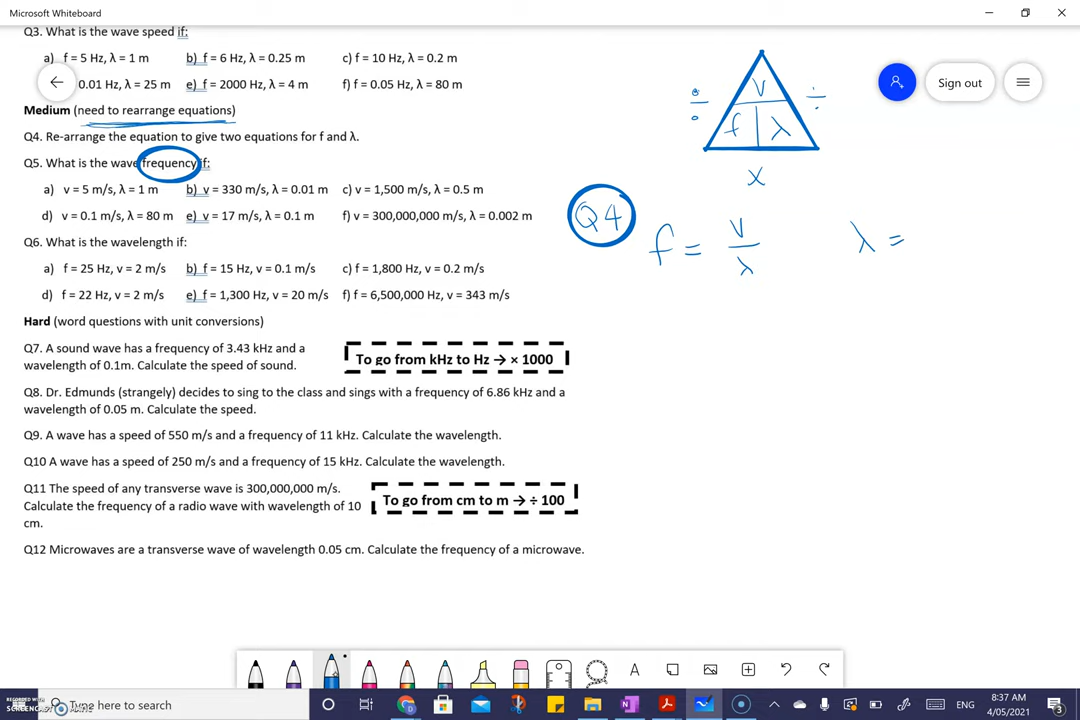 Microsoft Whiteboard
Q3. What is the wave speed if:
a) f = 5 Hz, λ = 1 m b) f = 6 Hz, λ = 0.25 m c) f = 10 Hz, λ = 0.2 m
0.01 Hz, λ = 25 m e) f = 2000 Hz, λ = 4 m f) f = 0.05 Hz, λ = 80 m
Sign out
Medium (need to rearrange equations)
Q4. Re-arrange the equation to give two equations for f and λ.
Q5. What is the wave frequency if:
a) v = 5 m/s, λ = 1 m b) v = 330 m/s, λ = 0.01 m c) v = 1,500 m/s, λ = 0.5 m
d) v = 0.1 m/s, λ = 80 m e) v = 17 m/s, λ = 0.1 m f) v = 300,000,000 m/s, λ = 0.002 m
Q6. What is the wavelength if:
a) f = 25 Hz, v = 2 m/s b) f = 15 Hz, v = 0.1 m/s c) f = 1,800 Hz, v = 0.2 m/s
d) f = 22 Hz, v = 2 m/s e) f = 1,300 Hz, v = 20 m/s f) f = 6,500,000 Hz, v = 343 m/s
Hard (word questions with unit conversions)
Q7. A sound wave has a frequency of 3.43 kHz and a
wavelength of 0.1m. Calculate the speed of sound.
To go from kHz to Hz → × 1000
Q8. Dr. Edmunds (strangely) decides to sing to the class and sings with a frequency of 6.86 kHz and a
wavelength of 0.05 m. Calculate the speed.
Q9. A wave has a speed of 550 m/s and a frequency of 11 kHz. Calculate the wavelength.
Q10 A wave has a speed of 250 m/s and a frequency of 15 kHz. Calculate the wavelength.
Q11 The speed of any transverse wave is 300,000,000 m/s.
Calculate the frequency of a radio wave with wavelength of 10
cm.
To go from cm to m → ÷ 100
Q12 Microwaves are a transverse wave of wavelength 0.05 cm. Calculate the frequency of a microwave.
v
÷ f λ ÷
x
Q4
f = v/λ λ =
A
RECORDED WITH
SCREENCAST
Type here to search
ENG
8:37 AM
4/05/2021
3